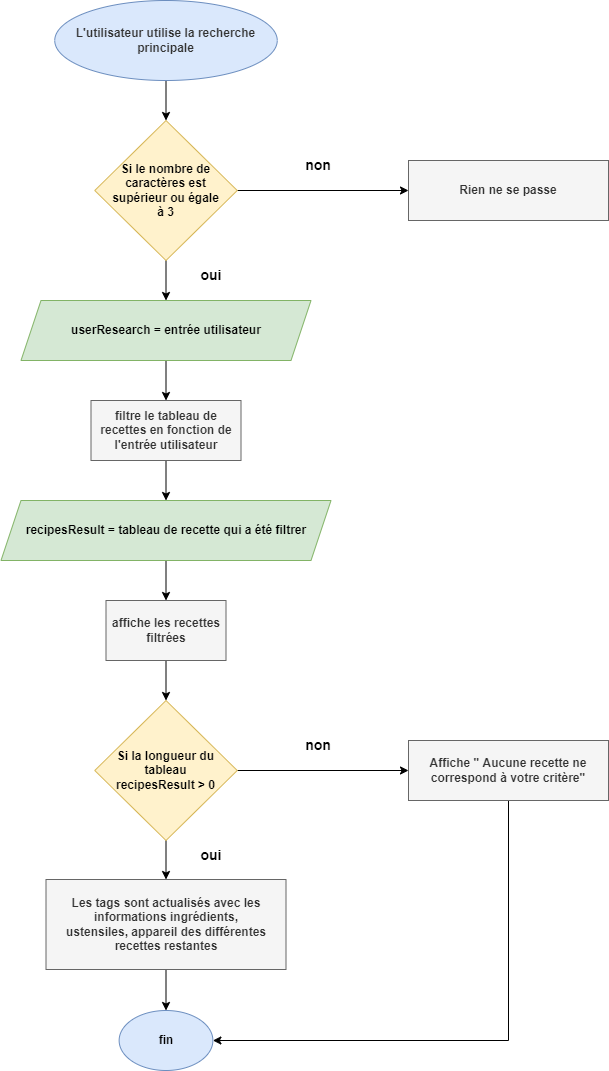 L'utilisateur utilise la recherche
principale
Si le nombre de
caractères est
supérieur ou égale
à 3
non
Rien ne se passe
oui
userResearch = entrée utilisateur
filtre le tableau de
recettes en fonction de
l'entrée utilisateur
recipesResult = tableau de recette qui a été filtrer
affiche les recettes
filtrées
Si la longueur du
tableau
recipesResult > 0
non
Affiche " Aucune recette ne
correspond à votre critère"
oui
Les tags sont actualisés avec les
informations ingrédients,
ustensiles, appareil des différentes
recettes restantes
fin